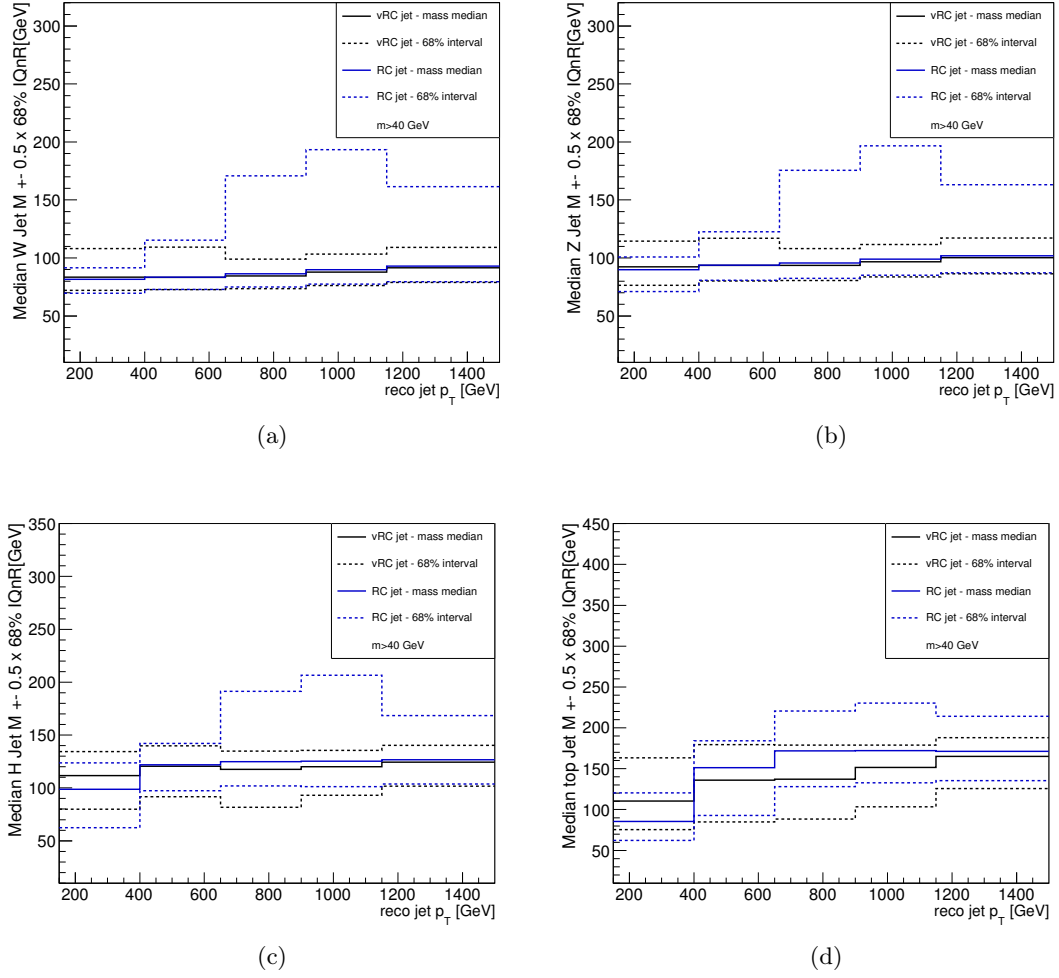 Median W Jet M +- 0.5 x 68% IQnR[GeV]
300
250
200
150
100
50
vRC jet - mass median
vRC jet - 68% interval
RC jet - mass median
RC jet - 68% interval
m>40 GeV
200 400 600 800 1000 1200 1400
reco jet p_T [GeV]
(a)
Median Z Jet M +- 0.5 x 68% IQnR[GeV]
300
250
200
150
100
50
vRC jet - mass median
vRC jet - 68% interval
RC jet - mass median
RC jet - 68% interval
m>40 GeV
200 400 600 800 1000 1200 1400
reco jet p_T [GeV]
(b)
Median H Jet M +- 0.5 x 68% IQnR[GeV]
350
300
250
200
150
100
50
vRC jet - mass median
vRC jet - 68% interval
RC jet - mass median
RC jet - 68% interval
m>40 GeV
200 400 600 800 1000 1200 1400
reco jet p_T [GeV]
(c)
Median top Jet M +- 0.5 x 68% IQnR[GeV]
450
400
350
300
250
200
150
100
50
vRC jet - mass median
vRC jet - 68% interval
RC jet - mass median
RC jet - 68% interval
m>40 GeV
200 400 600 800 1000 1200 1400
reco jet p_T [GeV]
(d)